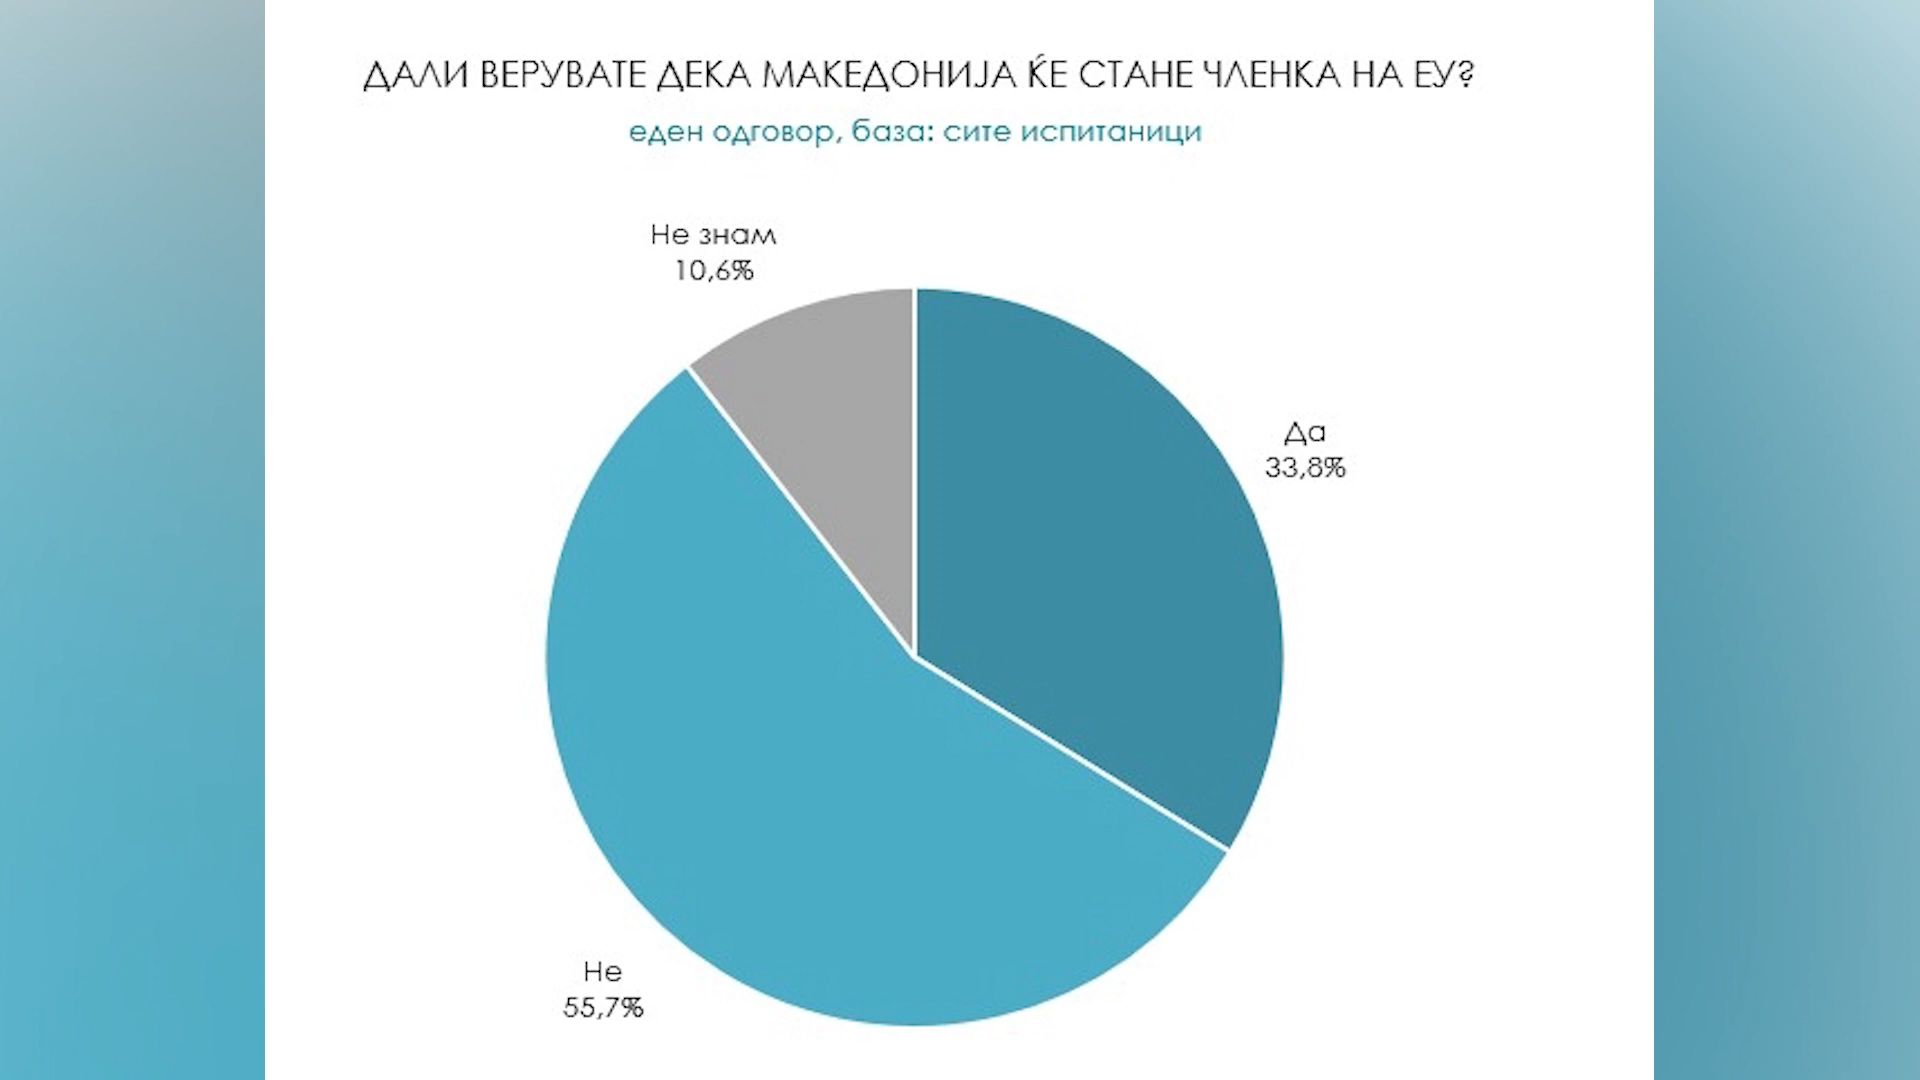 ДАЛИ ВЕРУВАТЕ ДЕКА МАКЕДОНИЈА ЌЕ СТАНЕ ЧЛЕНКА НА ЕУ?
еден одговор, база: сите испитаници
Не знам
10,6%
Да
33,8%
Не
55,7%